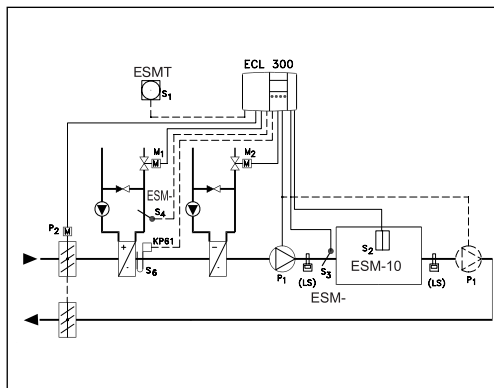 ECL 300
ESMT
S1
M1
M
M2
M
ESM-
S4
P2
M
KP61
+
-
S6
P1
(LS)
S3
ESM-
S2
ESM-10
(LS)
P1